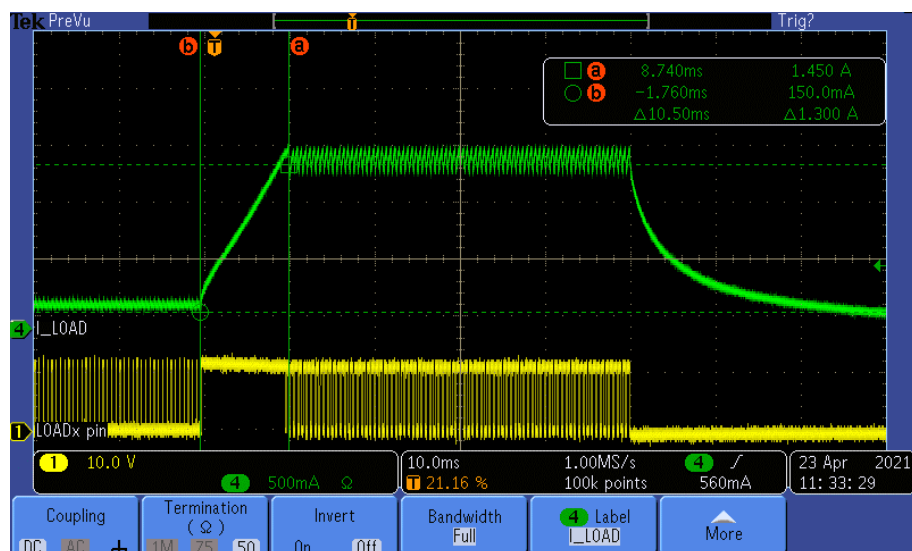 Tek PreVu Trig?
b T a
a 8.740ms 1.450 A
b −1.760ms 150.0mA
Δ10.50ms Δ1.300 A
4 I_LOAD
1 LOADx pin
1 10.0 V
4 500mA Ω
10.0ms 1.00MS/s 4
T 21.16 % 100k points 560mA
23 Apr 2021
11: 33: 29
Coupling
DC AC
Termination
(Ω)
1M 75 50
Invert
On Off
Bandwidth
Full
4 Label
I_LOAD
More